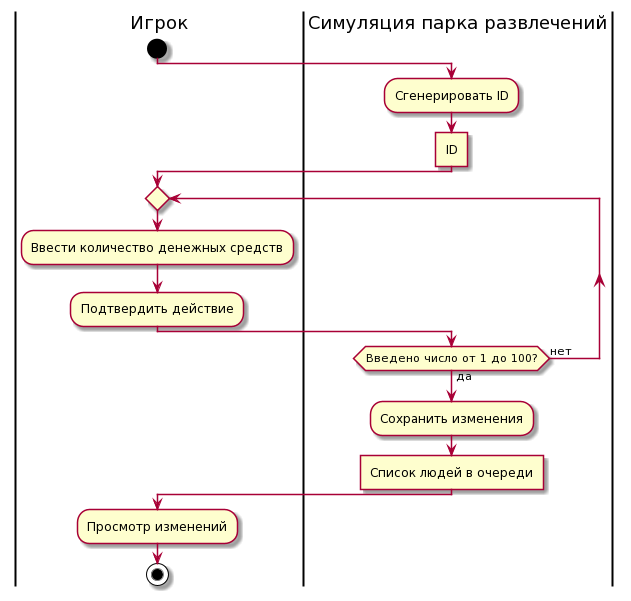 Игрок
Симуляция парка развлечений
Сгенерировать ID
ID
Ввести количество денежных средств
Подтвердить действие
Введено число от 1 до 100?
нет
да
Сохранить изменения
Список людей в очереди
Просмотр изменений